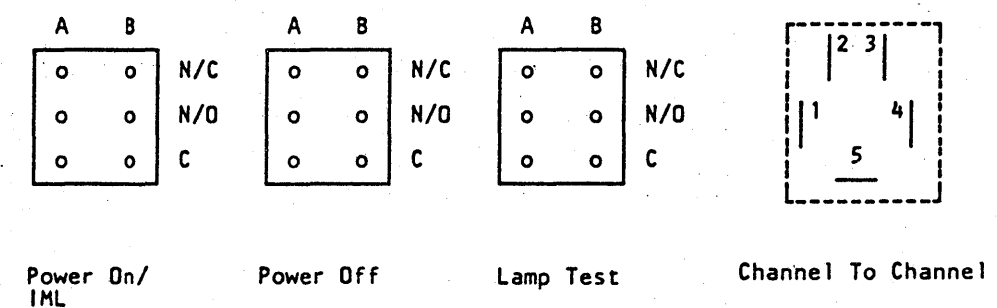 A B
N/C
N/O
C
A B
N/C
N/O
C
A B
N/C
N/O
C
2 3
1 4
5
Power On/
IML
Power Off
Lamp Test
Channel To Channel